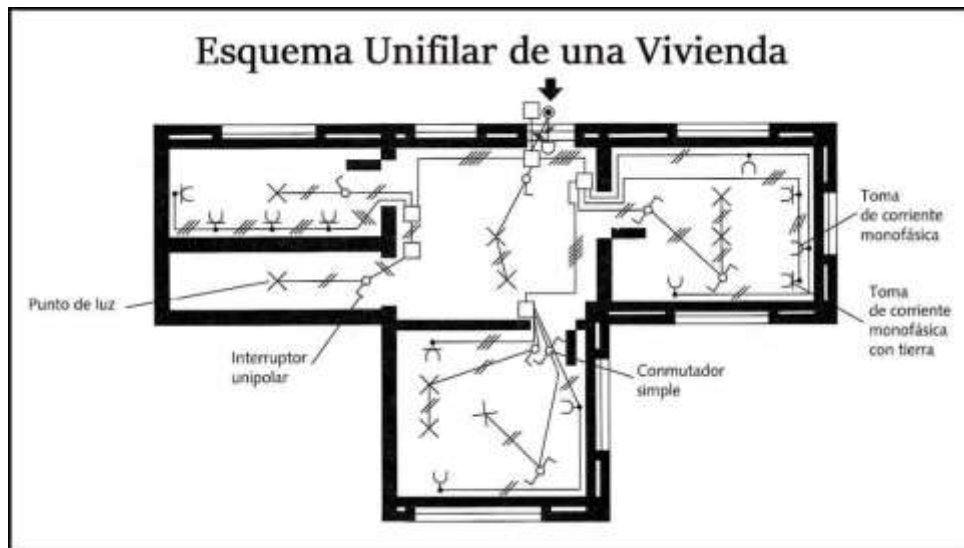 Esquema Unifilar de una Vivienda
Toma
de corriente
monofásica
Punto de luz
Toma
de corriente
monofásica
con tierra
Interruptor
unipolar
Conmutador
simple